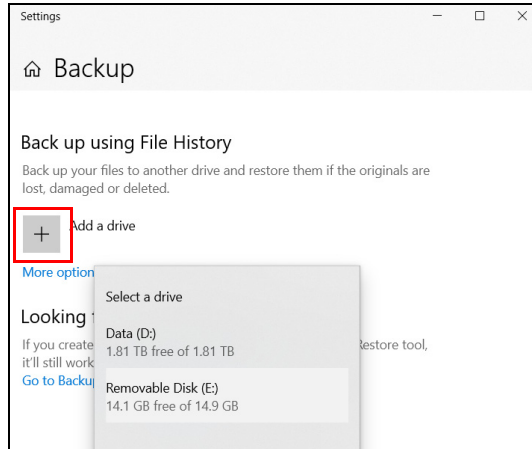 Settings
Backup
Back up using File History
Back up your files to another drive and restore them if the originals are
lost, damaged or deleted.
Add a drive
More option
Select a drive
Looking
Data (D:)
If you create
1.81 TB free of 1.81 TB
Restore tool,
it'll still work
Go to Backu
Removable Disk (E:)
14.1 GB free of 14.9 GB